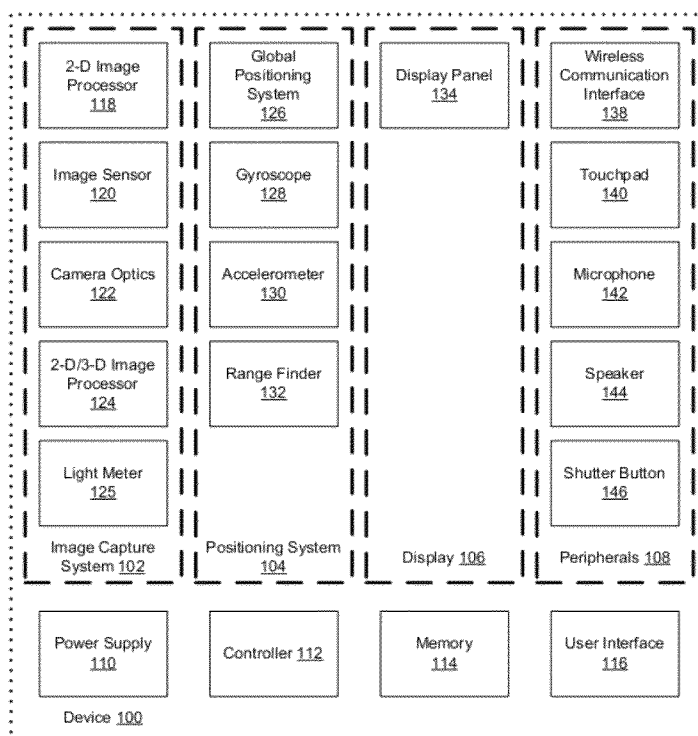 2-D Image
Processor
118
Image Sensor
120
Camera Optics
122
2-D/3-D Image
Processor
124
Light Meter
125
Image Capture
System 102
Global
Positioning
System
126
Gyroscope
128
Accelerometer
130
Range Finder
132
Positioning System
104
Display Panel
134
Display 106
Wireless
Communication
Interface
138
Touchpad
140
Microphone
142
Speaker
144
Shutter Button
146
Peripherals 108
Power Supply
110
Controller 112
Memory
114
User Interface
116
Device 100